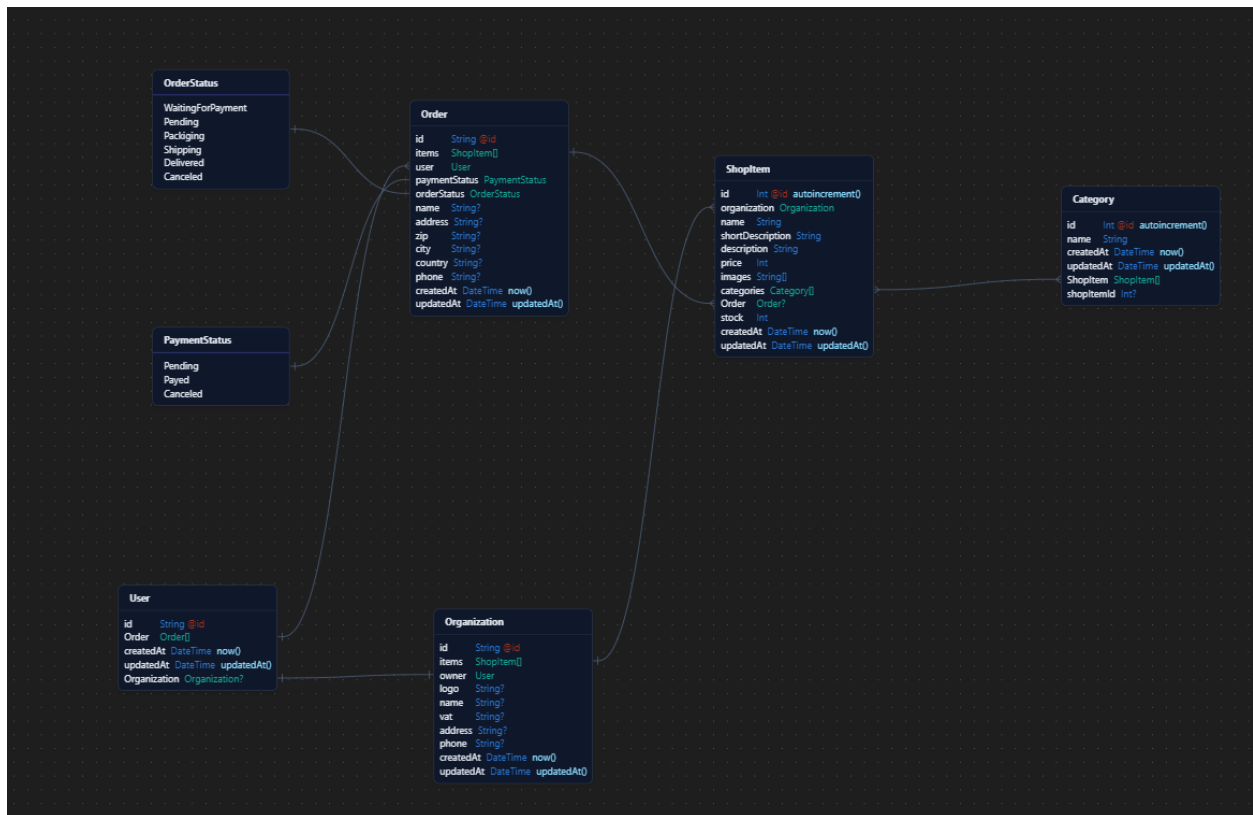 OrderStatus
WaitingForPayment
Pending
Packiging
Shipping
Delivered
Canceled
Order
id String @id
items ShopItem[]
user User
paymentStatus PaymentStatus
orderStatus OrderStatus
name String?
address String?
zip String?
city String?
country String?
phone String?
createdAt DateTime now()
updatedAt DateTime updatedAt()
ShopItem
id Int @id autoincrement()
organization Organization
name String
shortDescription String
description String
price Int
images String[]
categories Category[]
Order Order?
stock Int
createdAt DateTime now()
updatedAt DateTime updatedAt()
Category
id Int @id autoincrement()
name String
createdAt DateTime now()
updatedAt DateTime updatedAt()
ShopItem ShopItem[]
shopItemId Int?
PaymentStatus
Pending
Payed
Canceled
User
id String @id
Order Order[]
createdAt DateTime now()
updatedAt DateTime updatedAt()
Organization Organization?
Organization
id String @id
items ShopItem[]
owner User
logo String?
name String?
vat String?
address String?
phone String?
createdAt DateTime now()
updatedAt DateTime updatedAt()